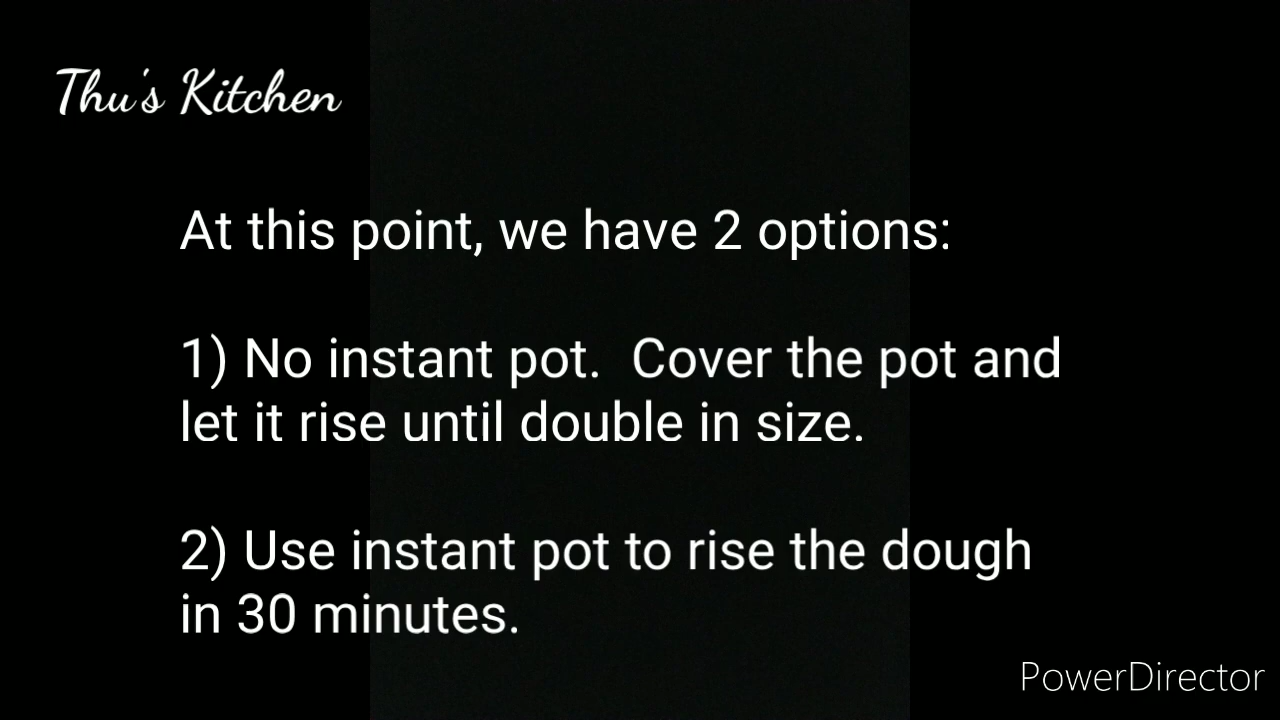 Thu's Kitchen
At this point, we have 2 options:
1) No instant pot.  Cover the pot and
let it rise until double in size.
2) Use instant pot to rise the dough
in 30 minutes.
PowerDirector